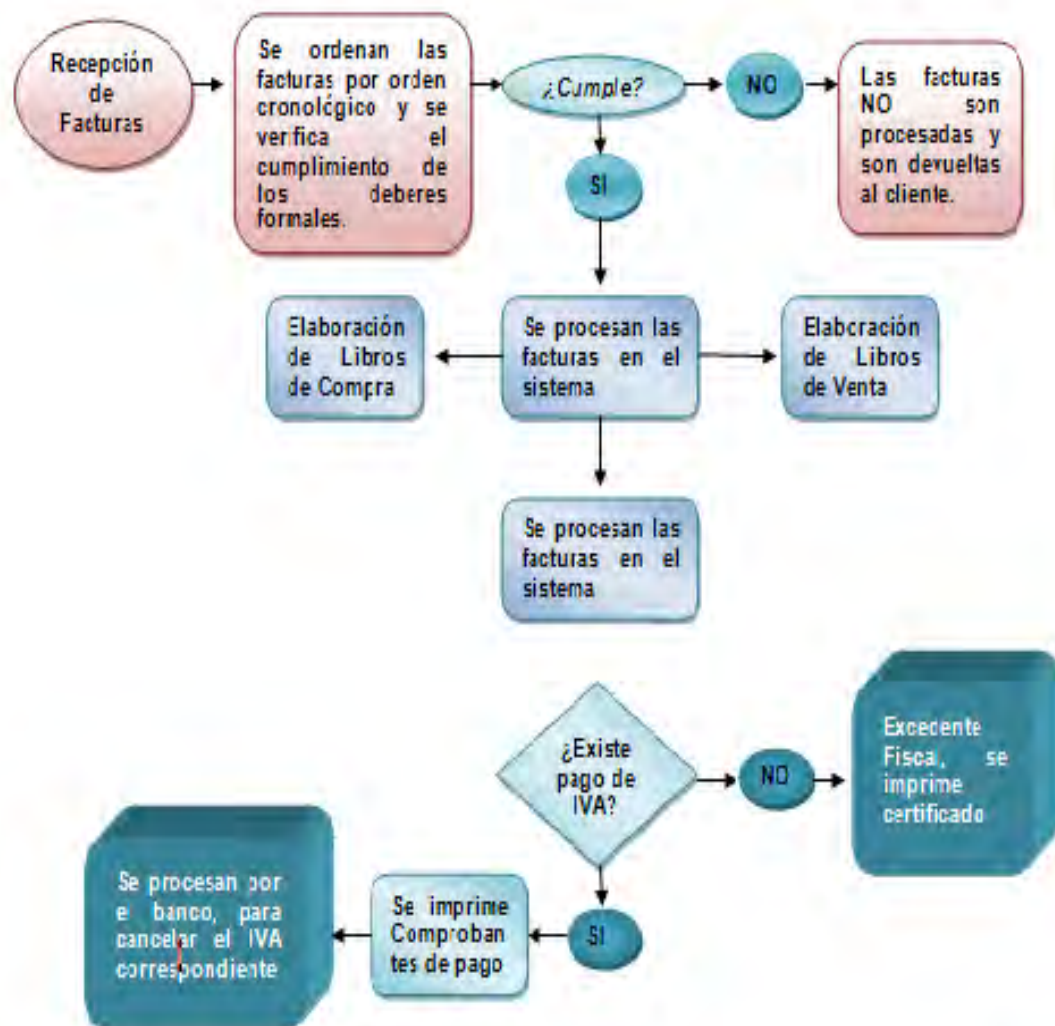 Recepción
de
Facturas
Se ordenan las
facturas por orden
cronológico y se
verifica el
cumplimiento de
los deberes
formales.
¿Cumple?
NO
Las facturas
NO son
procesadas y
son devueltas
al cliente.
SI
Elaboración
de Libros
de Compra
Se procesan las
facturas en el
sistema
Elaboración
de Libros
de Venta
Se procesan las
facturas en el
sistema
¿Existe
pago de
IVA?
NO
Excecente
Fiscal, se
imprime
certificado
Se procesan por
e banco, para
cancelar el IVA
correspondiente
Se imprime
Comproban
tes de pago
SI